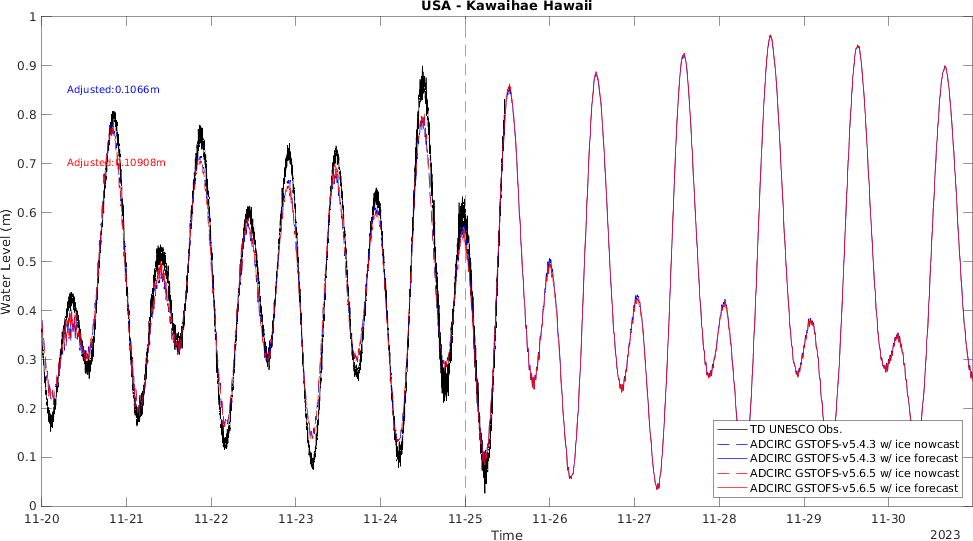 USA - Kawaihae Hawaii
1
0.9
0.8
0.7
0.6
0.5
0.4
0.3
0.2
0.1
0
Water Level (m)
Adjusted:0.1066m
Adjusted:0.10908m
TD UNESCO Obs.
ADCIRC GSTOFS-v5.4.3 w/ ice nowcast
ADCIRC GSTOFS-v5.4.3 w/ ice forecast
ADCIRC GSTOFS-v5.6.5 w/ ice nowcast
ADCIRC GSTOFS-v5.6.5 w/ ice forecast
11-20 11-21 11-22 11-23 11-24 11-25 11-26 11-27 11-28 11-29 11-30
Time
2023